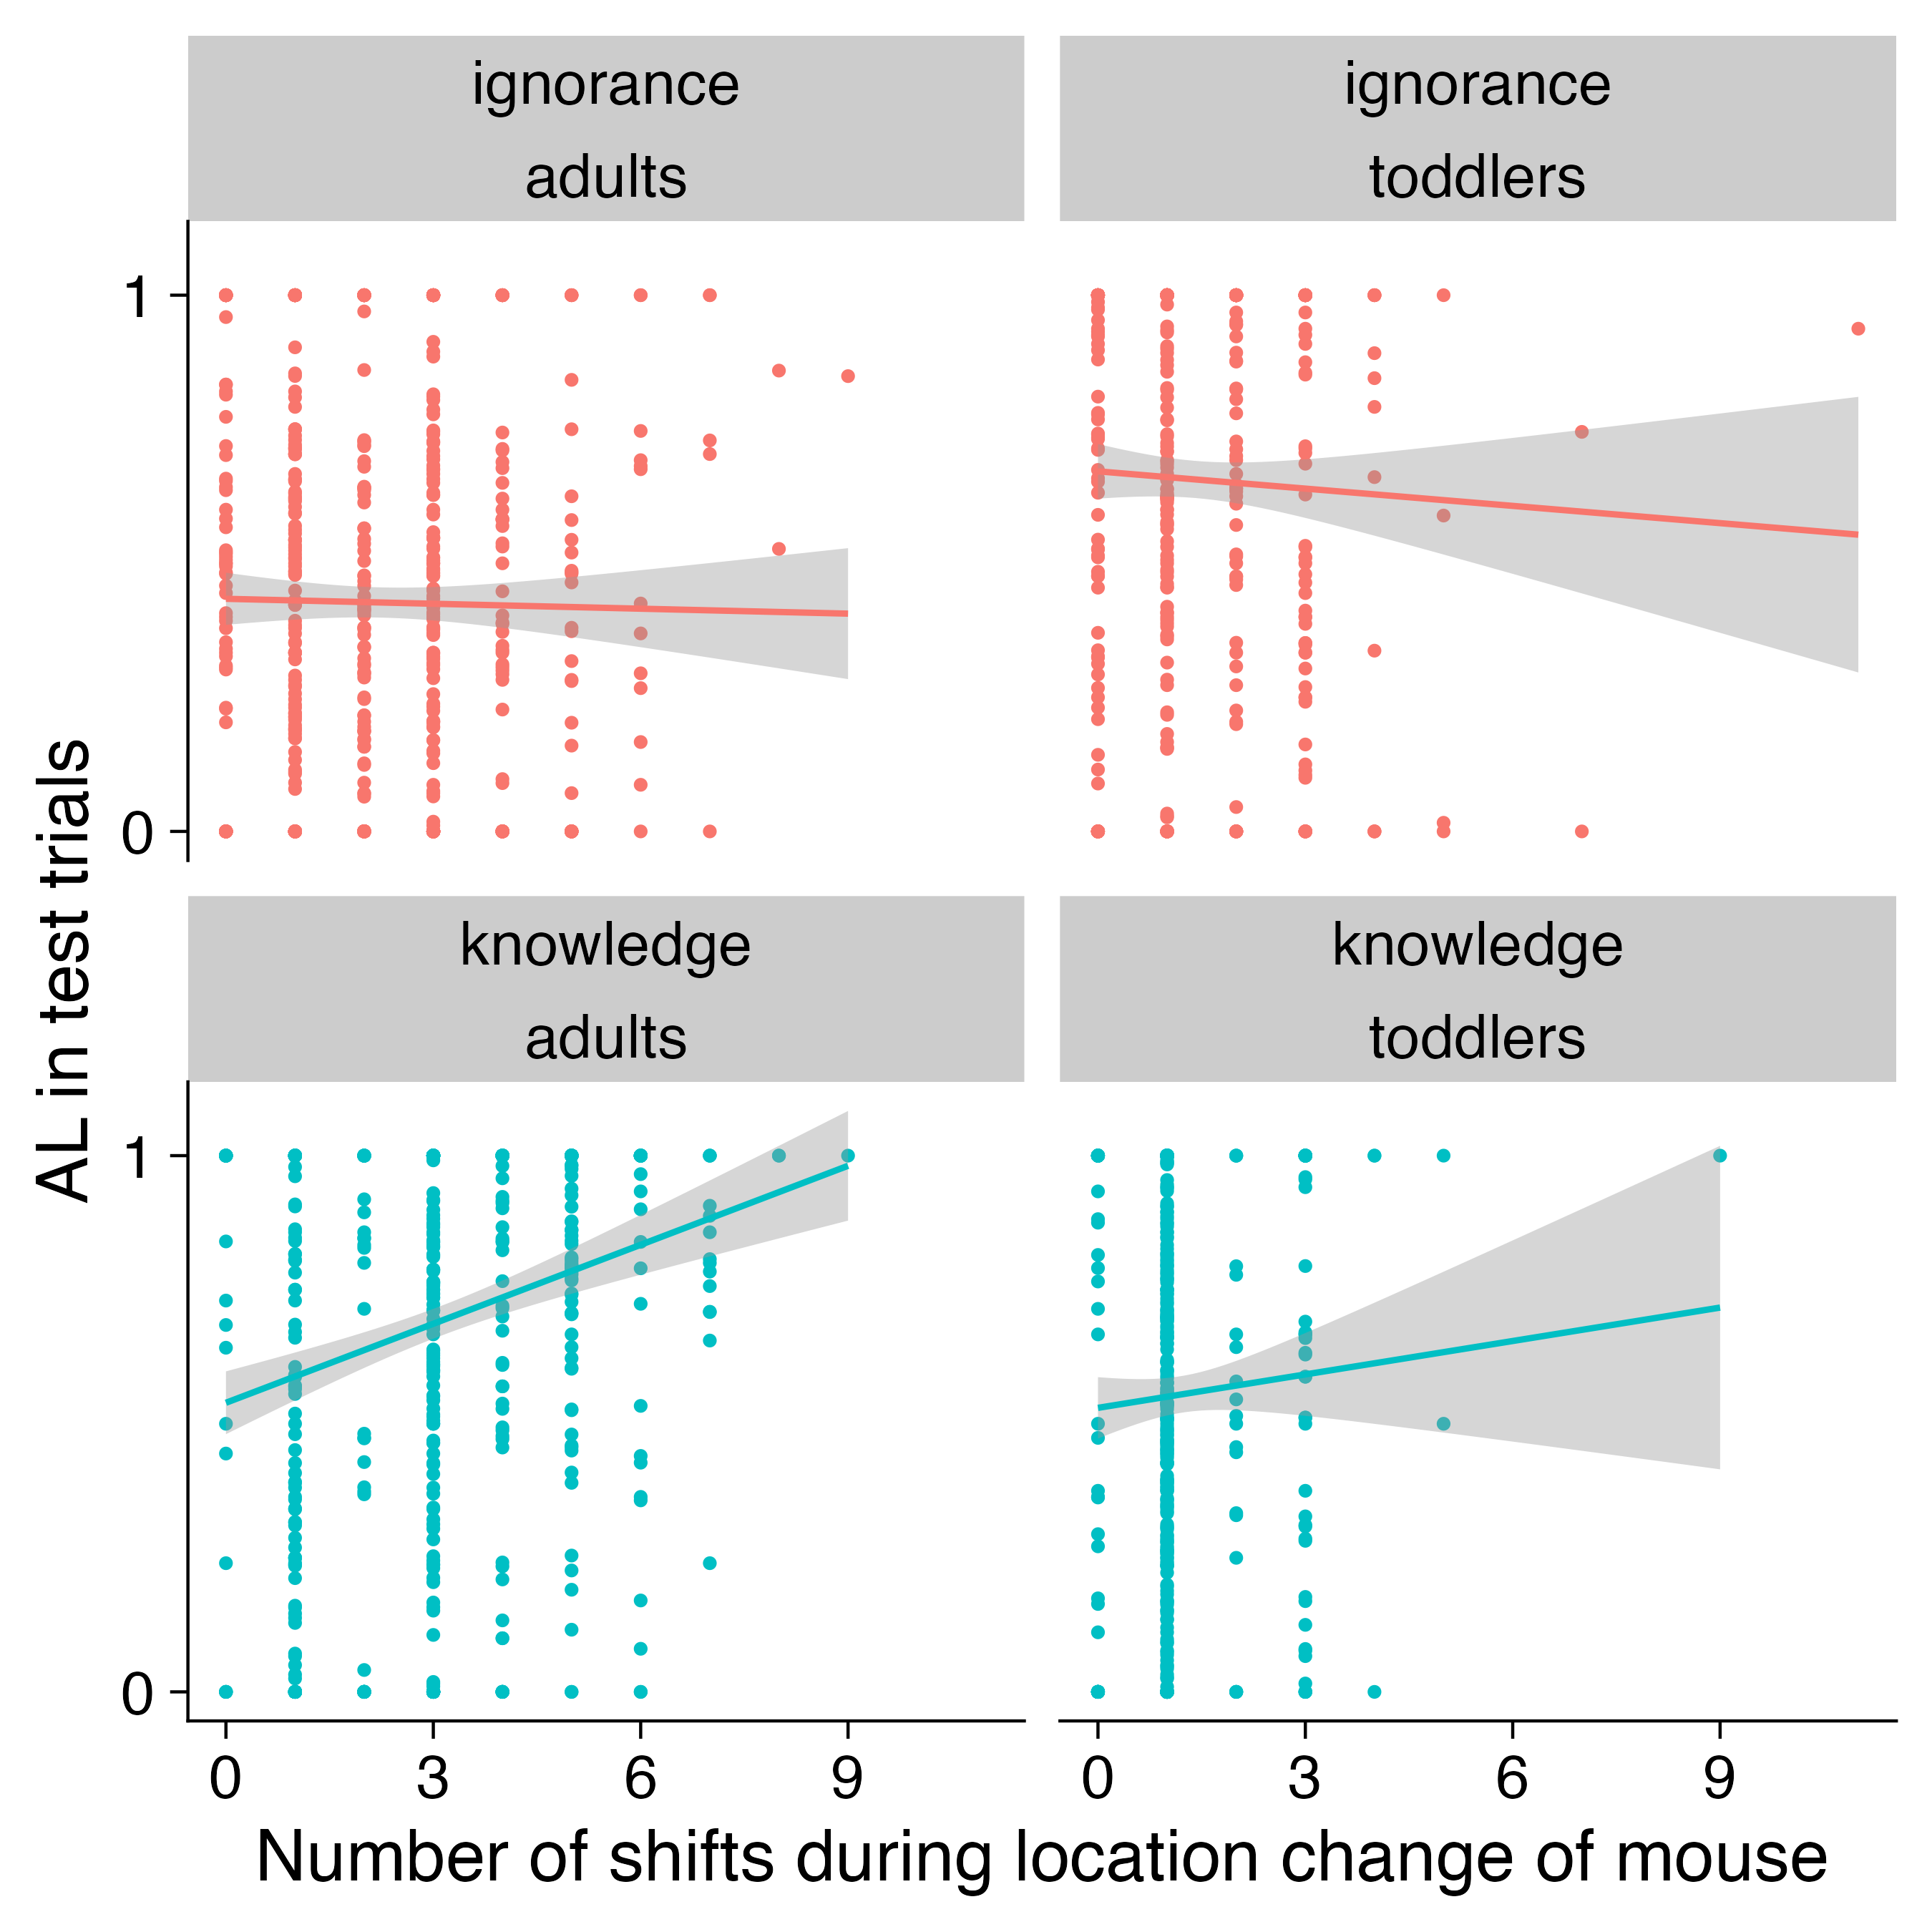 ignorance
adults
ignorance
toddlers
1
0
knowledge
adults
knowledge
toddlers
1
0
0 3 6 9
0 3 6 9
AL in test trials
Number of shifts during location change of mouse